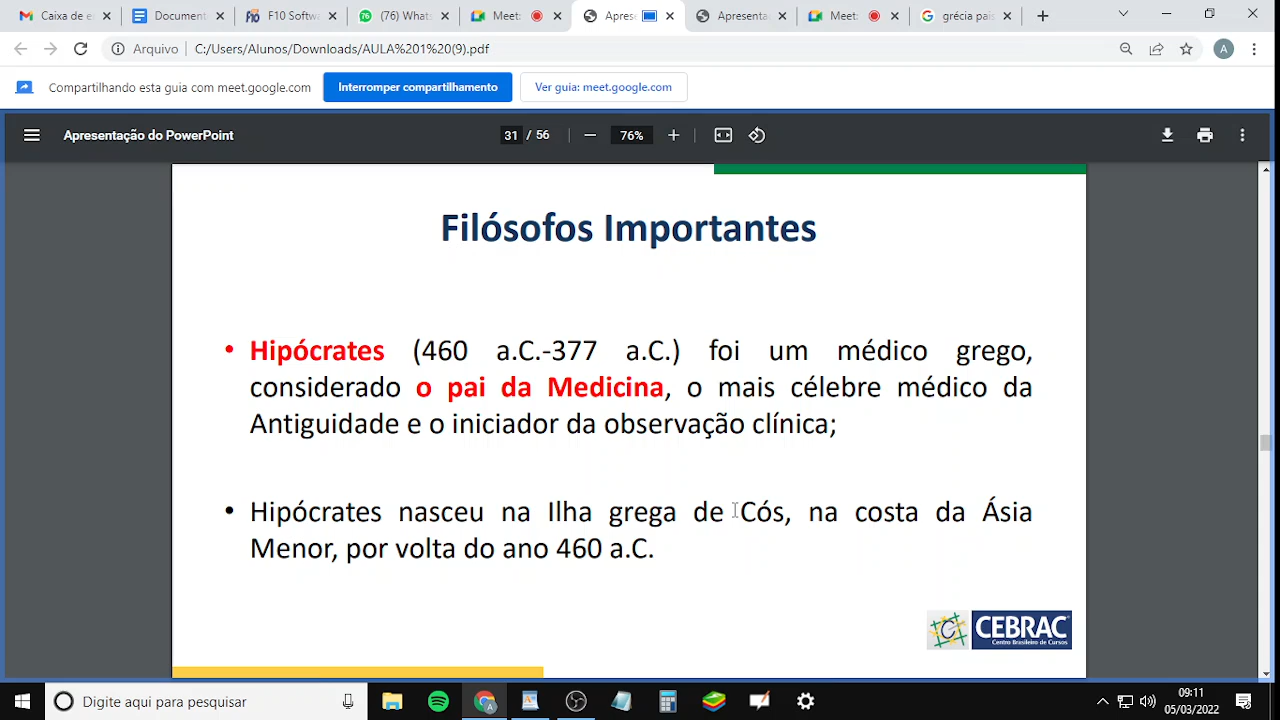 Caixa de e
Document
F10 Softwa
(76) Whats
Meet:
Apres
Apresenta
Meet:
grécia pais
Arquivo
C:/Users/Alunos/Downloads/AULA%201%20(9).pdf
A
Compartilhando esta guia com meet.google.com
Interromper compartilhamento
Ver guia: meet.google.com
Apresentação do PowerPoint
31 / 56
76%
Filósofos Importantes
• Hipócrates (460 a.C.-377 a.C.) foi um médico grego,
considerado o pai da Medicina, o mais célebre médico da
Antiguidade e o iniciador da observação clínica;
• Hipócrates nasceu na Ilha grega de Cós, na costa da Ásia
Menor, por volta do ano 460 a.C.
CEBRAC
Centro Brasileiro de Cursos
Digite aqui para pesquisar
09:11
05/03/2022